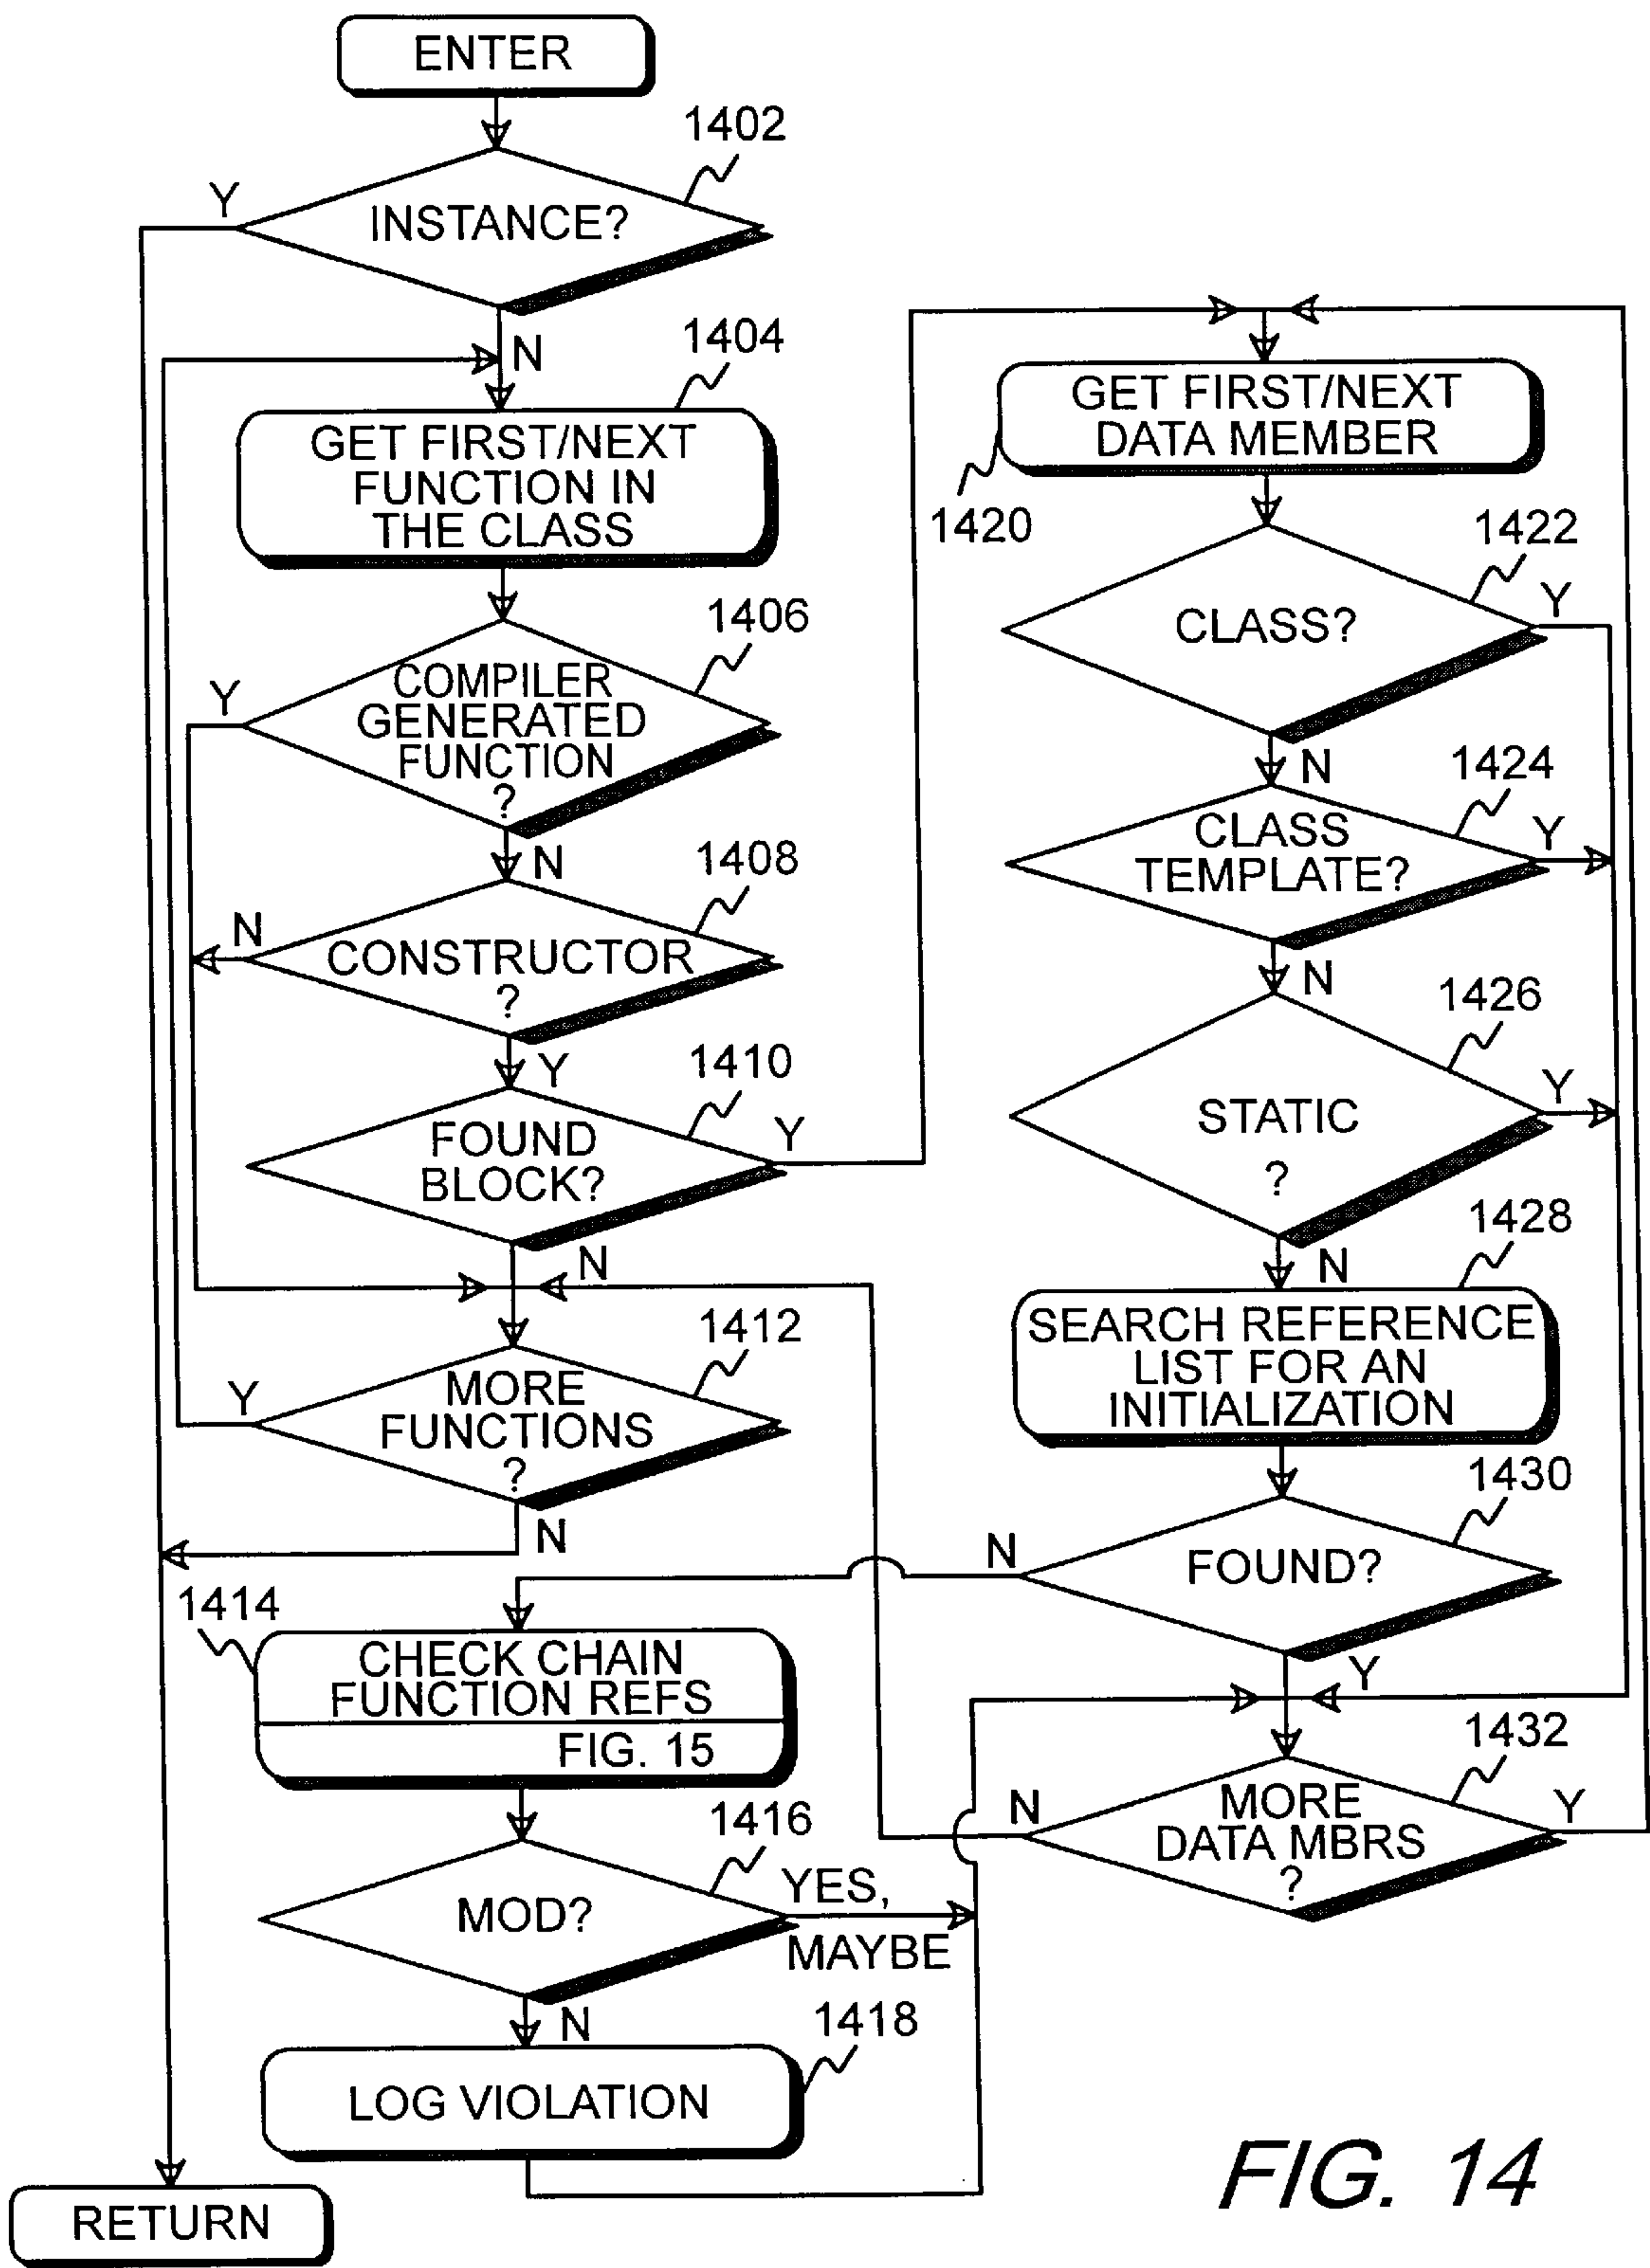 ENTER
1402
Y
INSTANCE?
N
1404
GET FIRST/NEXT
FUNCTION IN
THE CLASS
1406
Y
COMPILER
GENERATED
FUNCTION
?
N
1408
N
CONSTRUCTOR
?
Y
1410
FOUND
BLOCK?
Y
N
1412
Y
MORE
FUNCTIONS
?
N
1414
CHECK CHAIN
FUNCTION REFS
FIG. 15
1416
MOD?
YES,
MAYBE
N
1418
LOG VIOLATION
RETURN
GET FIRST/NEXT
DATA MEMBER
1420
1422
CLASS?
Y
N
1424
CLASS
TEMPLATE?
Y
N
1426
STATIC
?
Y
N
1428
SEARCH REFERENCE
LIST FOR AN
INITIALIZATION
1430
N
FOUND?
Y
1432
N
MORE
DATA MBRS
?
Y
FIG. 14